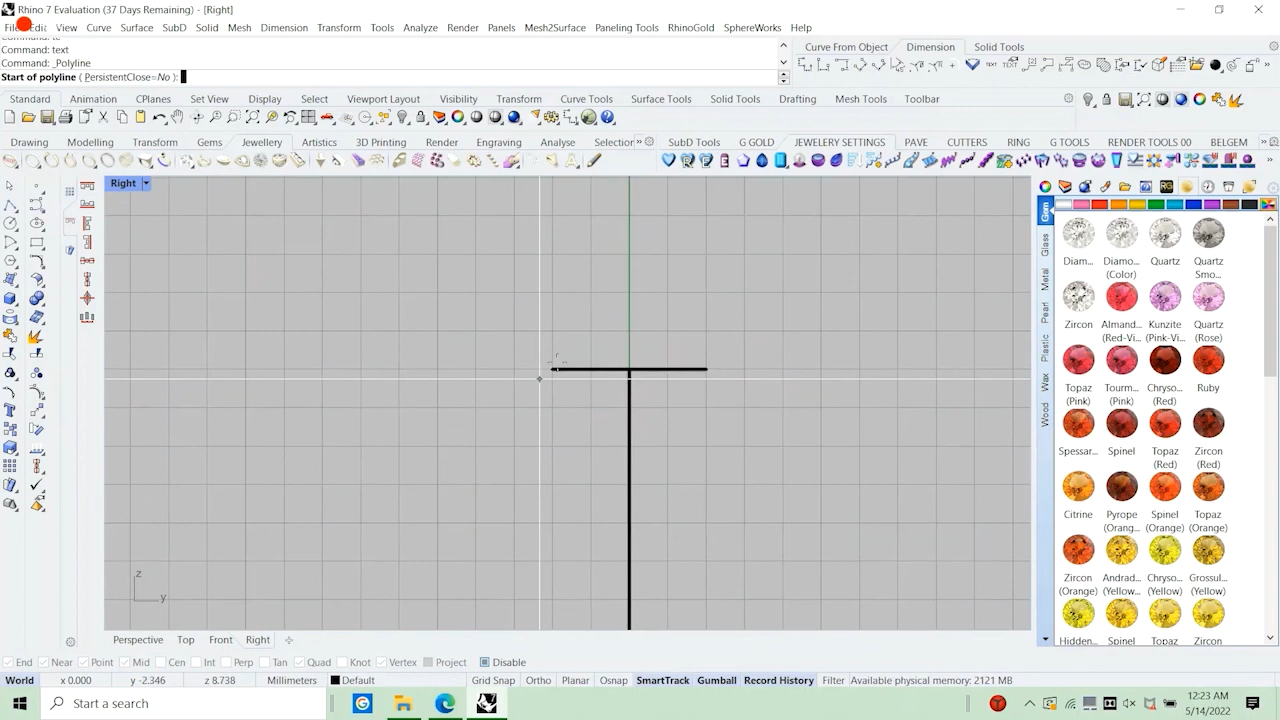 Rhino 7 Evaluation (37 Days Remaining) - [Right]
File Edit View Curve Surface SubD Solid Mesh Dimension Transform Tools Analyze Render Panels Mesh2Surface Paneling Tools RhinoGold SphereWorks Help
Command: text
Command: _Polyline
Start of polyline ( PersistentClose=No ):
Curve From Object Dimension Solid Tools
Standard Animation CPlanes Set View Display Select Viewport Layout Visibility Transform Curve Tools Surface Tools Solid Tools Drafting Mesh Tools Toolbar
Drawing Modelling Transform Gems Jewellery Artistics 3D Printing Render Engraving Analyse Selection SubD Tools G GOLD JEWELERY SETTINGS PAVE CUTTERS RING G TOOLS RENDER TOOLS 00 BELGEM
Right
Gem
Glass
Metal
Pearl
Plastic
Wax
Wood
Diam... Diamo... (Color) Quartz Quartz Smo...
Zircon Almand... (Red-Vi... Kunzite (Pink-Vi... Quartz (Rose)
Topaz (Pink) Tourm... (Pink) Chryso... (Red) Ruby
Spessar... Spinel Topaz (Red) Zircon (Red)
Citrine Pyrope (Orang... Spinel (Orange) Topaz (Orange)
Zircon (Orange) Andrad... (Yellow... Chryso... (Yellow) Grossul... (Yellow)
Hidden... Spinel Topaz Zircon
z
y
Perspective Top Front Right
End Near Point Mid Cen Int Perp Tan Quad Knot Vertex Project Disable
World x 0.000 y -2.346 z 8.738 Millimeters Default Grid Snap Ortho Planar Osnap SmartTrack Gumball Record History Filter Available physical memory: 2121 MB
Type here to search
Start a search
12:23 AM
5/14/2022